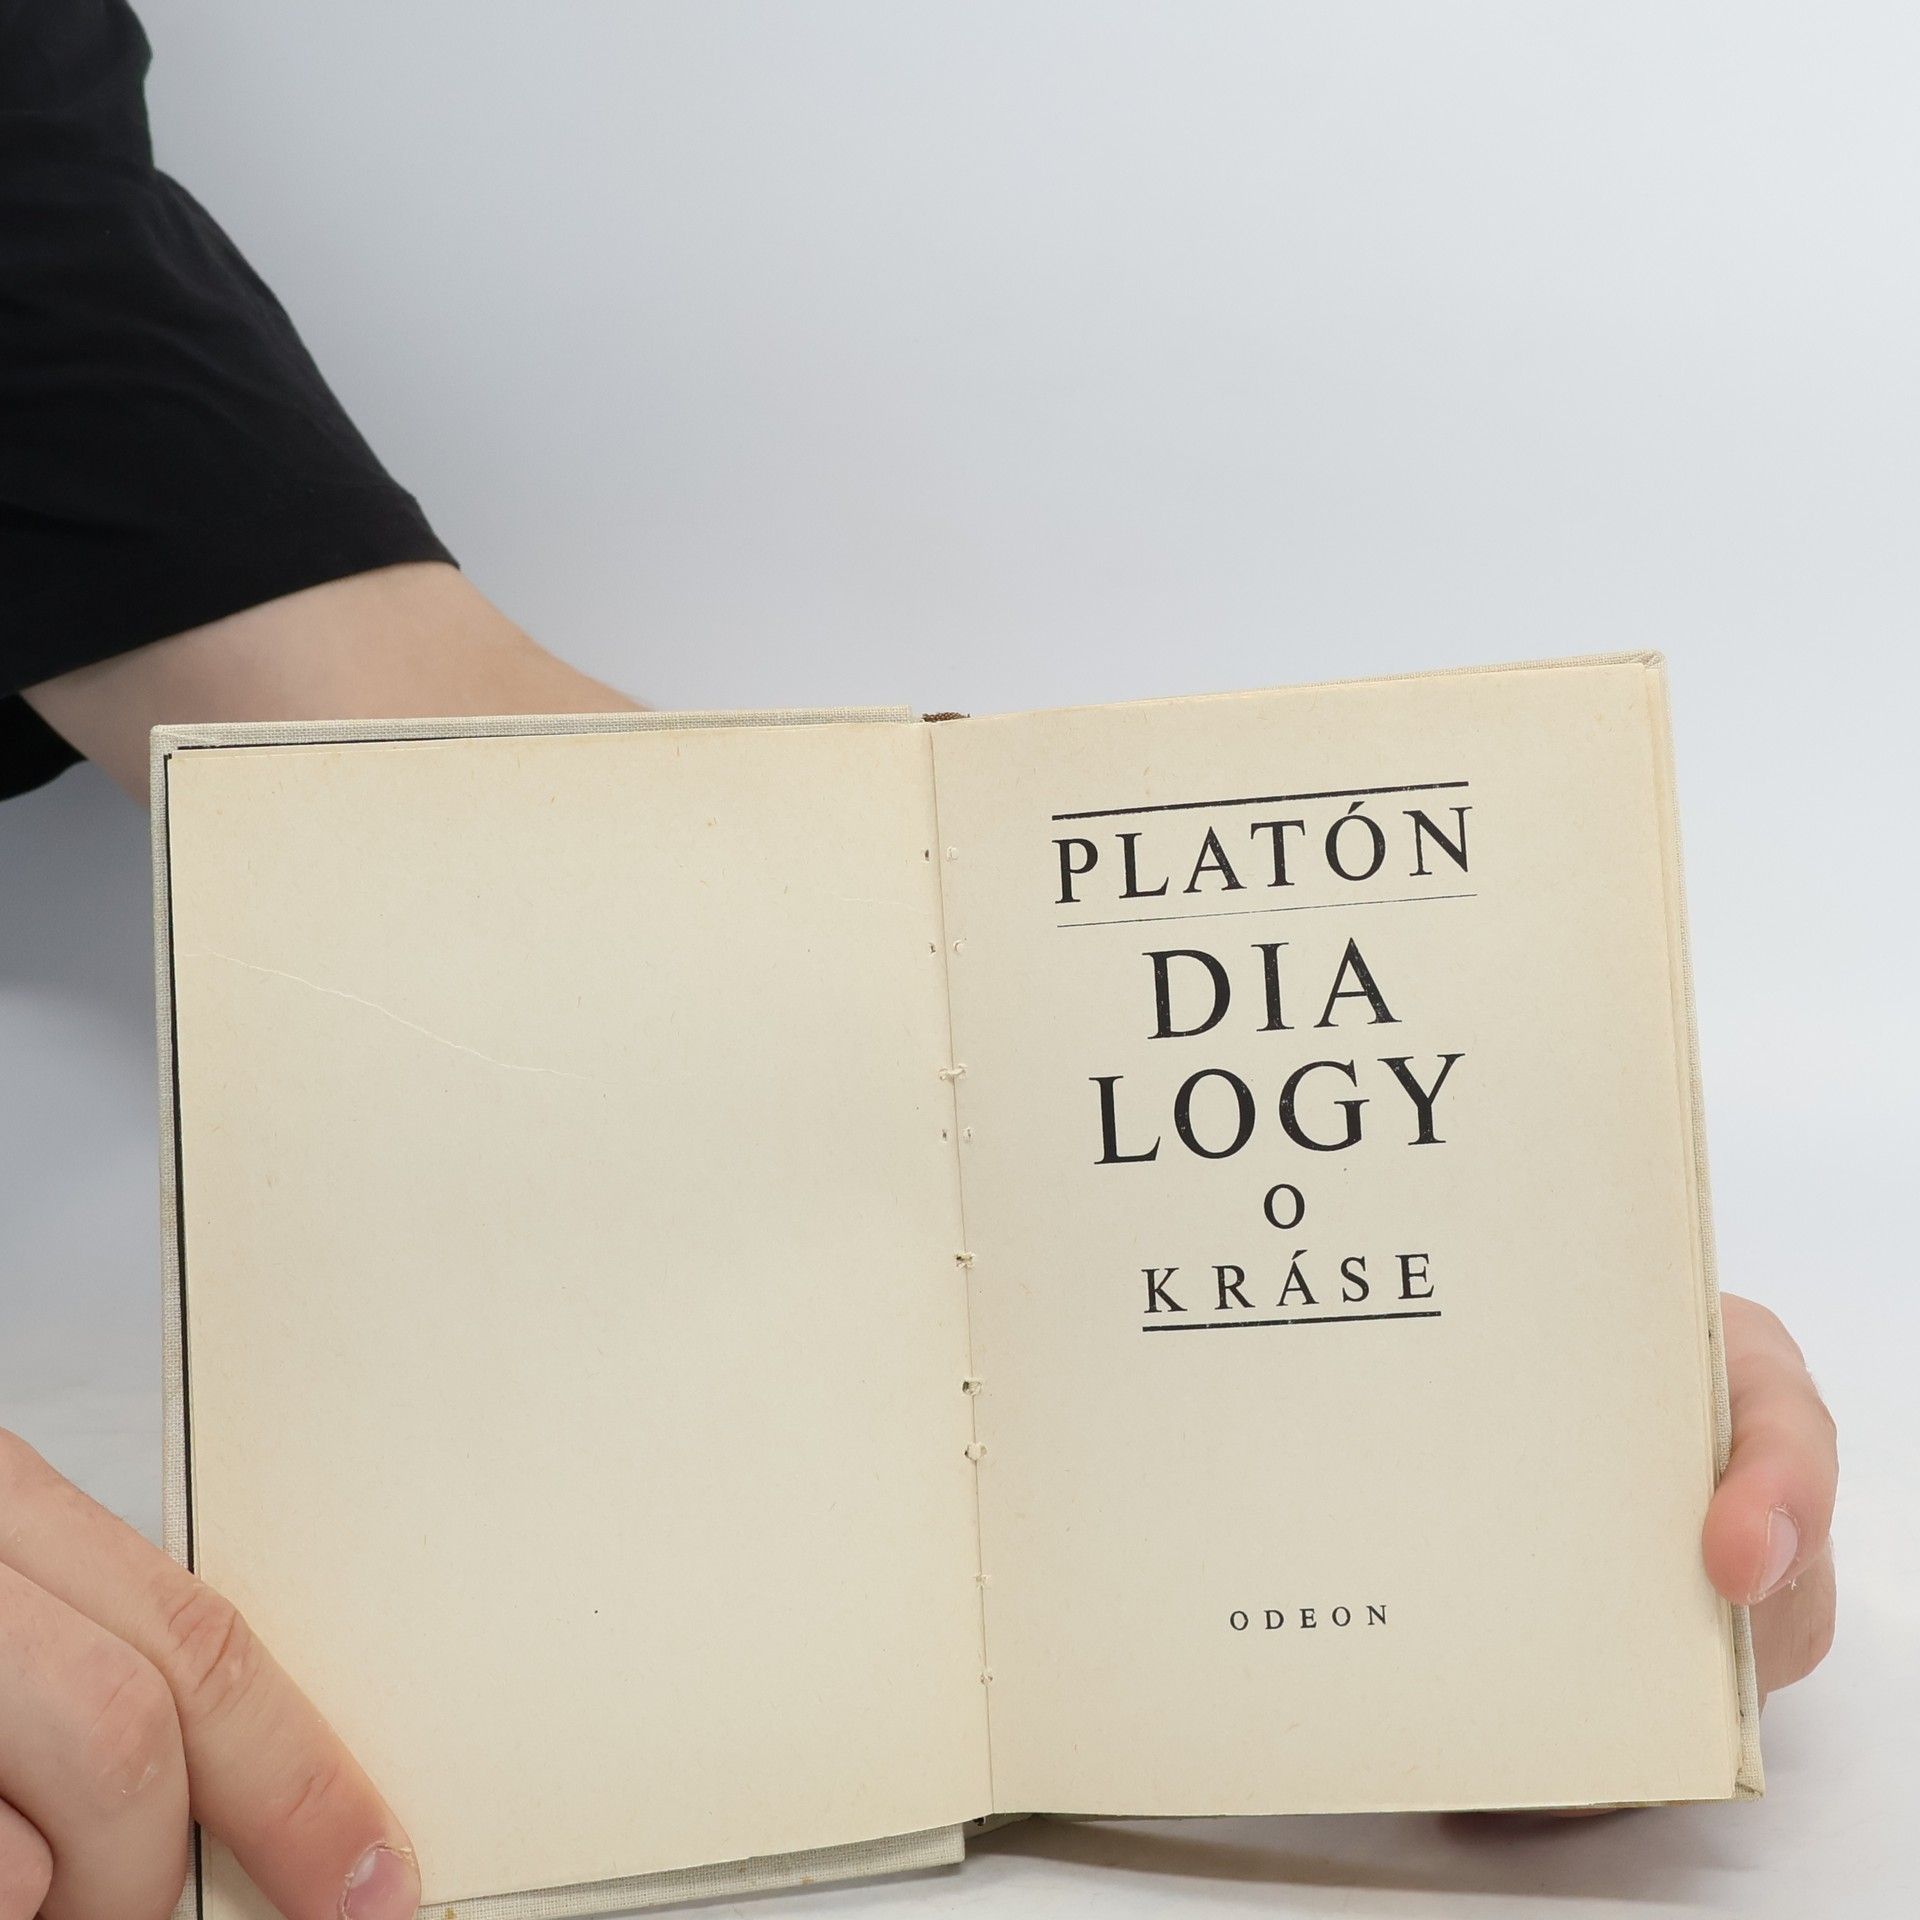 PLATÓN
DIA
LOGY
O
KRÁSE
ODEON